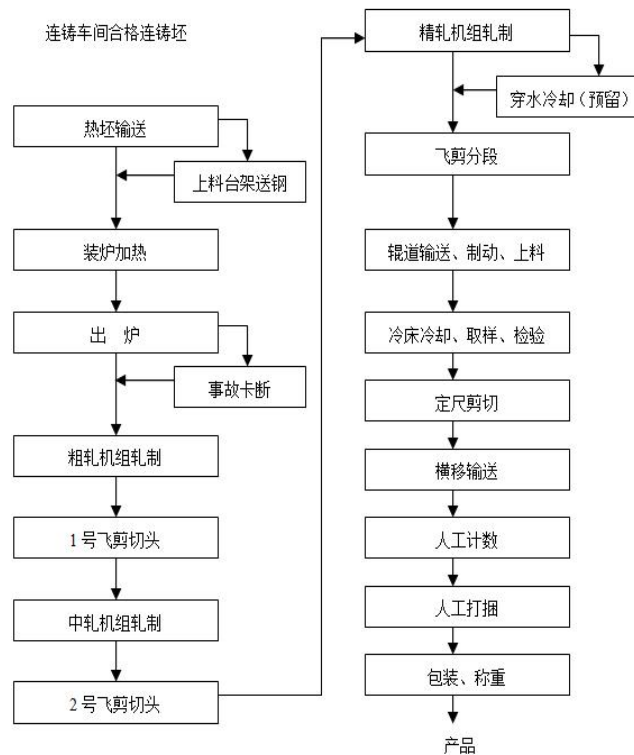 连铸车间合格连铸坯
热坯输送
上料台架送钢
装炉加热
出 炉
事故卡断
粗轧机组轧制
1号飞剪切头
中轧机组轧制
2号飞剪切头
精轧机组轧制
穿水冷却(预留)
飞剪分段
辊道输送、制动、上料
冷床冷却、取样、检验
定尺剪切
横移输送
人工计数
人工打捆
包装、称重
产品